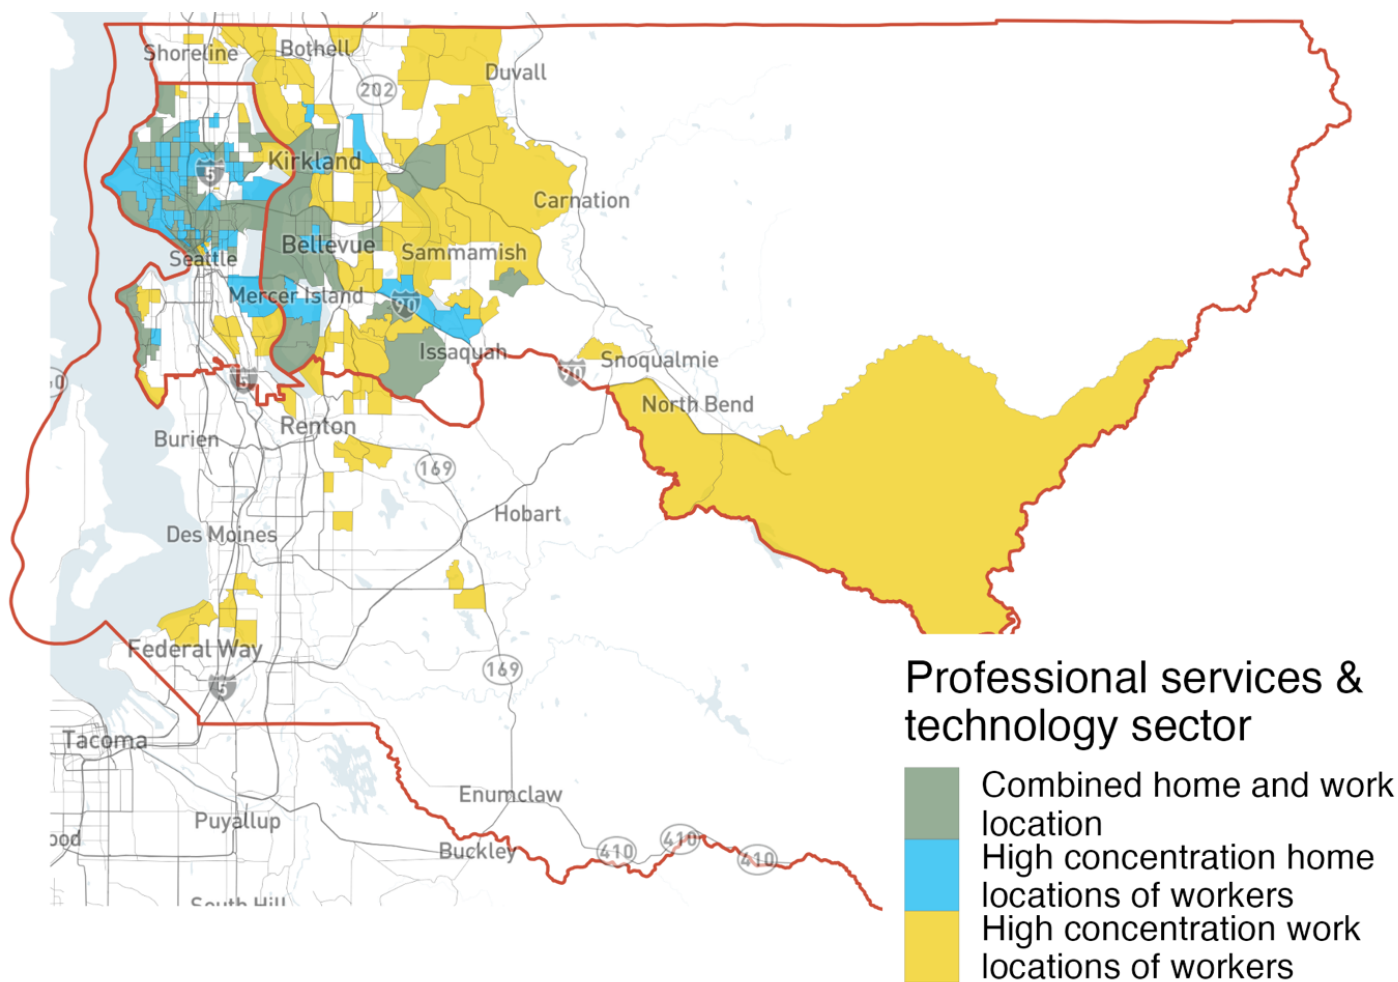 Shoreline
Bothell
Duvall
202
5
Kirkland
Carnation
Bellevue
Sammamish
Seattle
Mercer Island
90
Issaquah
Snoqualmie
90
5
North Bend
Renton
Burien
169
Hobart
Des Moines
Federal Way
169
5
Tacoma
Enumclaw
Puyallup
Buckley
410
410
410
South Hill
Professional services &
technology sector
Combined home and work
location
High concentration home
locations of workers
High concentration work
locations of workers